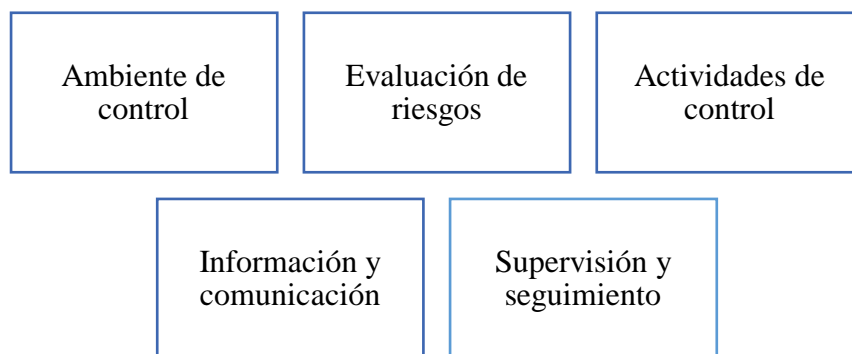 Ambiente de
control
Evaluación de
riesgos
Actividades de
control
Información y
comunicación
Supervisión y
seguimiento